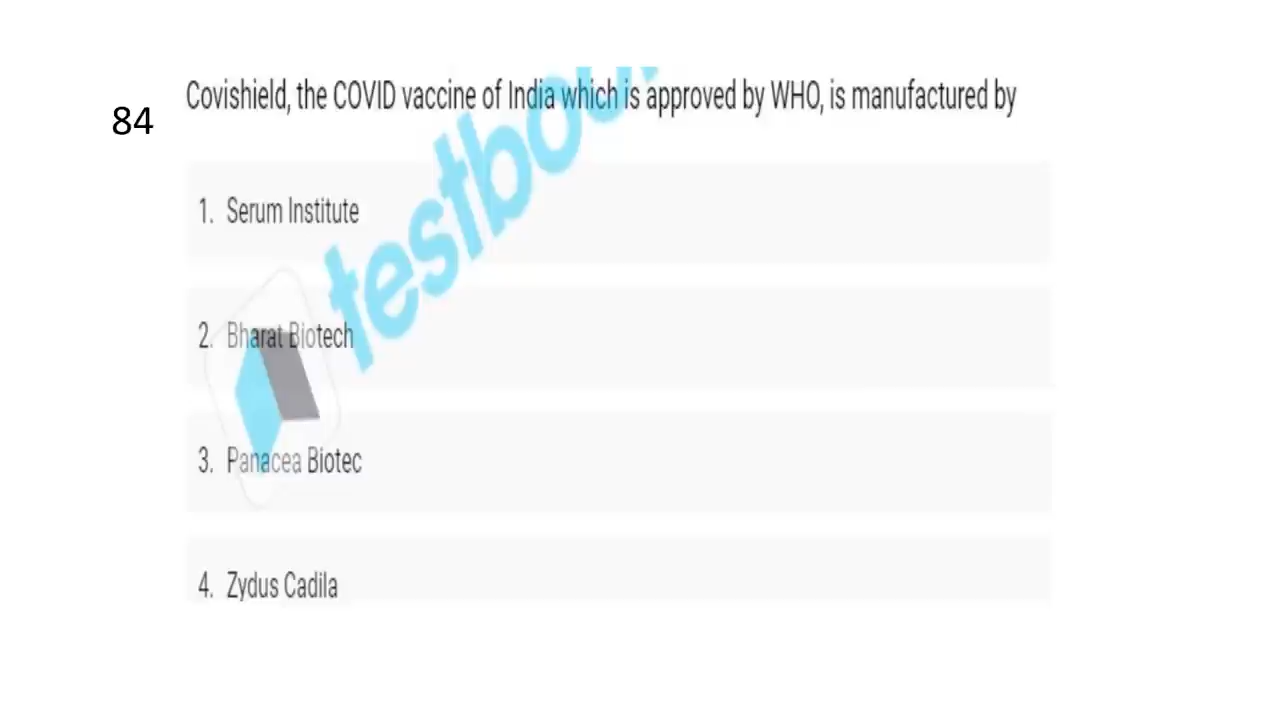 84
Covishield, the COVID vaccine of India which is approved by WHO, is manufactured by
1. Serum Institute
2. Bharat Biotech
3. Panacea Biotec
4. Zydus Cadila